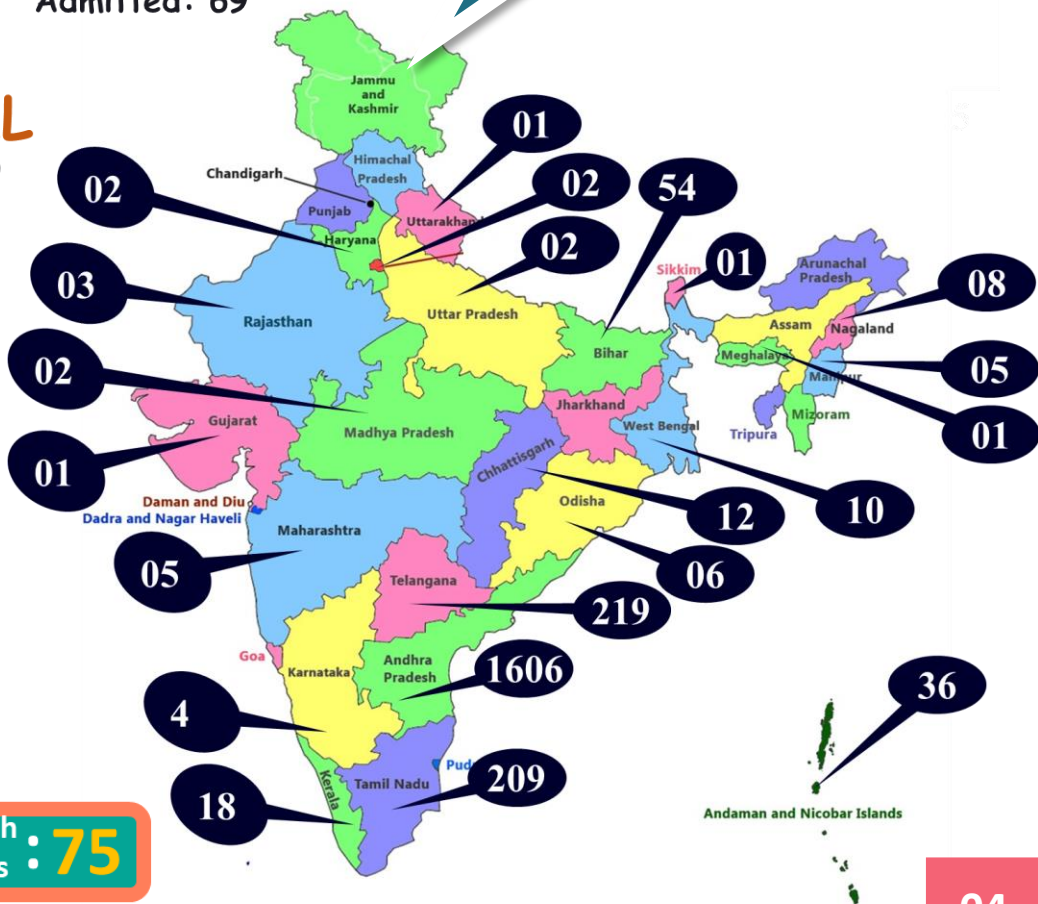 Admitted: 69
L
Jammu
and
Kashmir
01
Himachal
Pradesh
Chandigarh
02
02
54
Punjab
Uttarakhan
Haryana
02
Sikkim
01
Arunachal
Pradesh
08
03
Rajasthan
Uttar Pradesh
Assam
Nagaland
Bihar
Meghalaya
05
02
Manipur
Jharkhand
Gujarat
Madhya Pradesh
West Bengal
Mizoram
Tripura
01
01
Chhattisgarh
Daman and Diu
Dadra and Nagar Haveli
Odisha
12
10
Maharashtra
05
Telangana
06
219
Goa
Karnataka
Andhra
Pradesh
1606
36
4
Pud
Tamil Nadu
209
Kerala
18
Andaman and Nicobar Islands
h
s
: 75